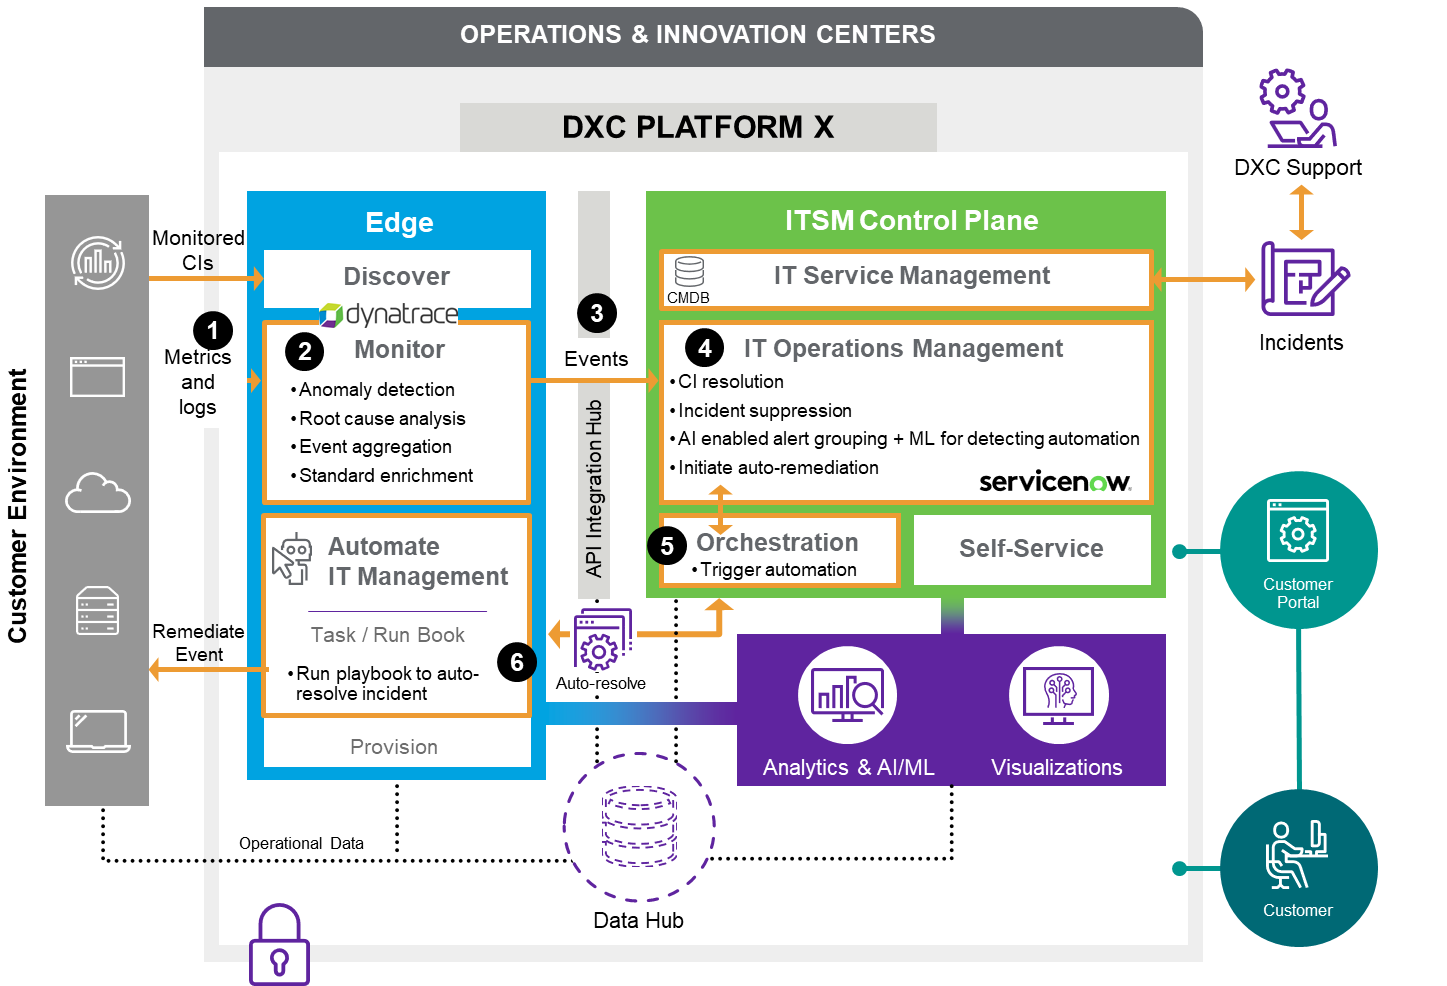 OPERATIONS & INNOVATION CENTERS
DXC PLATFORM X
Customer Environment
Monitored
CIs
1
Metrics
and
logs
Remediate
Event
Edge
Discover
dynatrace
2
Monitor
•Anomaly detection
•Root cause analysis
•Event aggregation
•Standard enrichment
Automate
IT Management
Task / Run Book
6
•Run playbook to auto-
resolve incident
Provision
3
Events
API Integration Hub
Auto-resolve
ITSM Control Plane
CMDB
IT Service Management
4
IT Operations Management
•CI resolution
•Incident suppression
•AI enabled alert grouping + ML for detecting automation
•Initiate auto-remediation
servicenow
5
Orchestration
•Trigger automation
Self-Service
Analytics & AI/ML
Visualizations
Operational Data
Data Hub
DXC Support
Incidents
Customer
Portal
Customer